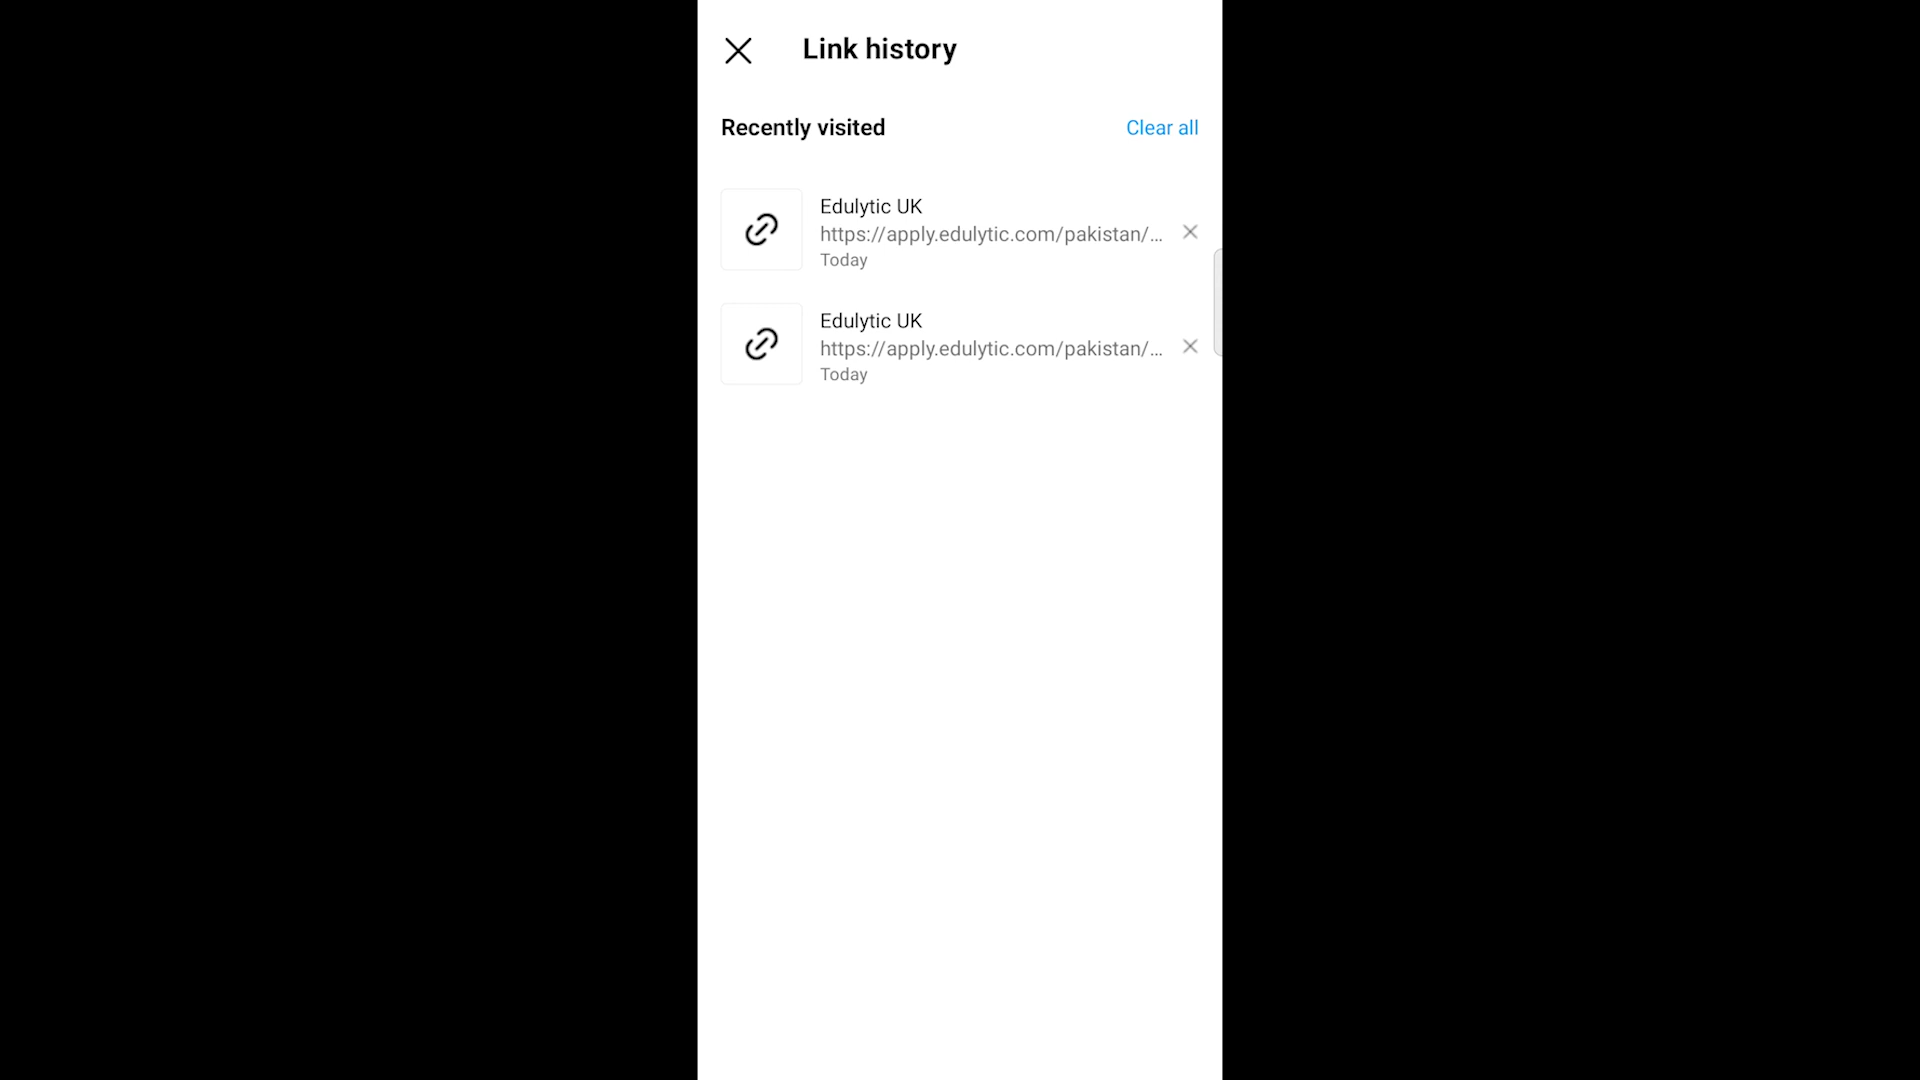 Link history
Recently visited
Clear all
Edulytic UK
https://apply.edulytic.com/pakistan/...
Today
Edulytic UK
https://apply.edulytic.com/pakistan/...
Today